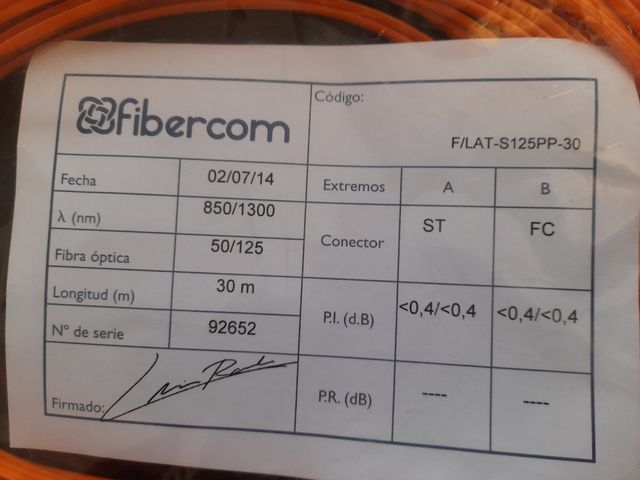 fibercom
Código:
F/LAT-S125PP-30
Fecha 02/07/14
λ (nm) 850/1300
Fibra óptica 50/125
Longitud (m) 30 m
Nº de serie 92652
Firmado:
Extremos A B
Conector ST FC
P.I. (d.B) <0,4/<0,4 <0,4/<0,4
P.R. (dB) ---- ----